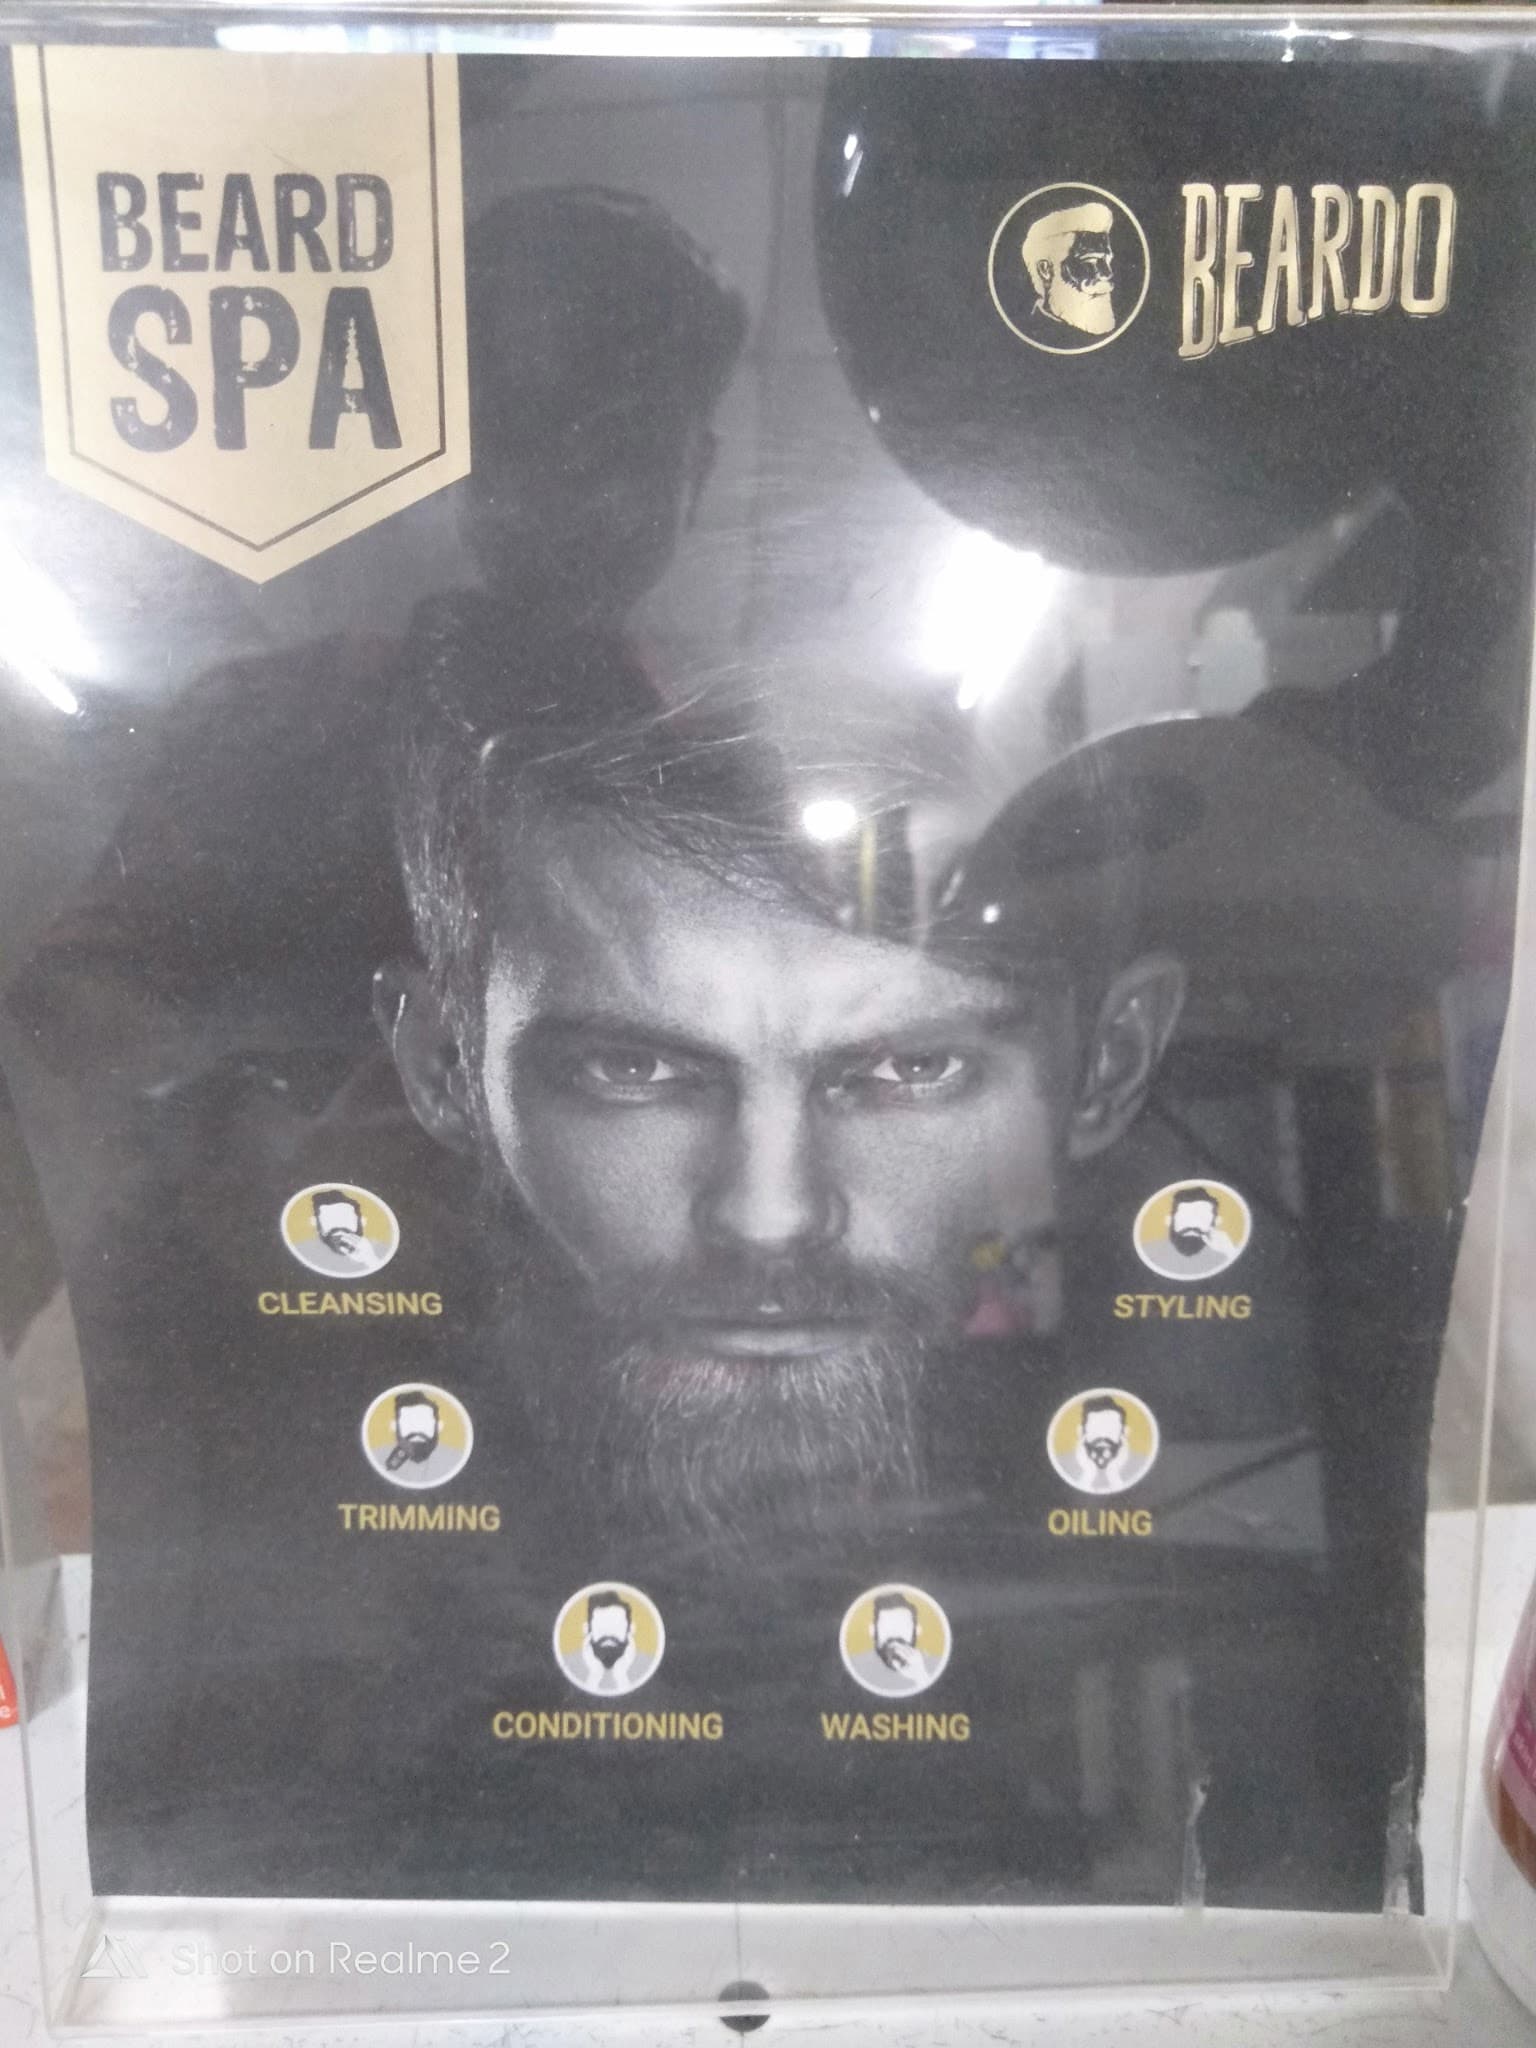 BEARD
SPA
BEARDO
CLEANSING
STYLING
TRIMMING
OILING
CONDITIONING
WASHING
Shot on Realme 2